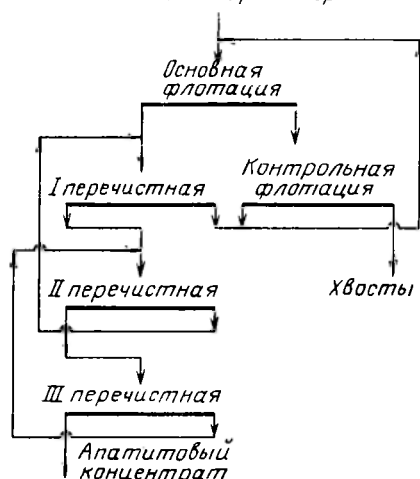 Основная
флотация
I перечистная
Контрольная
флотация
Хвосты
II перечистная
III перечистная
Апатитовый
концентрат